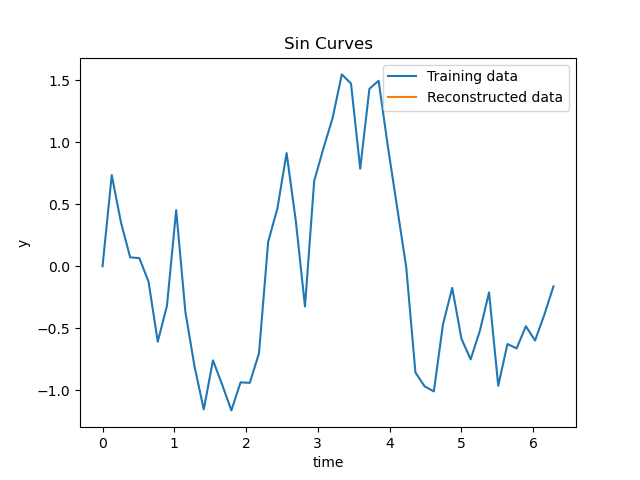 Sin Curves
Training data
Reconstructed data
1.5
1.0
0.5
0.0
−0.5
−1.0
y
0 1 2 3 4 5 6
time